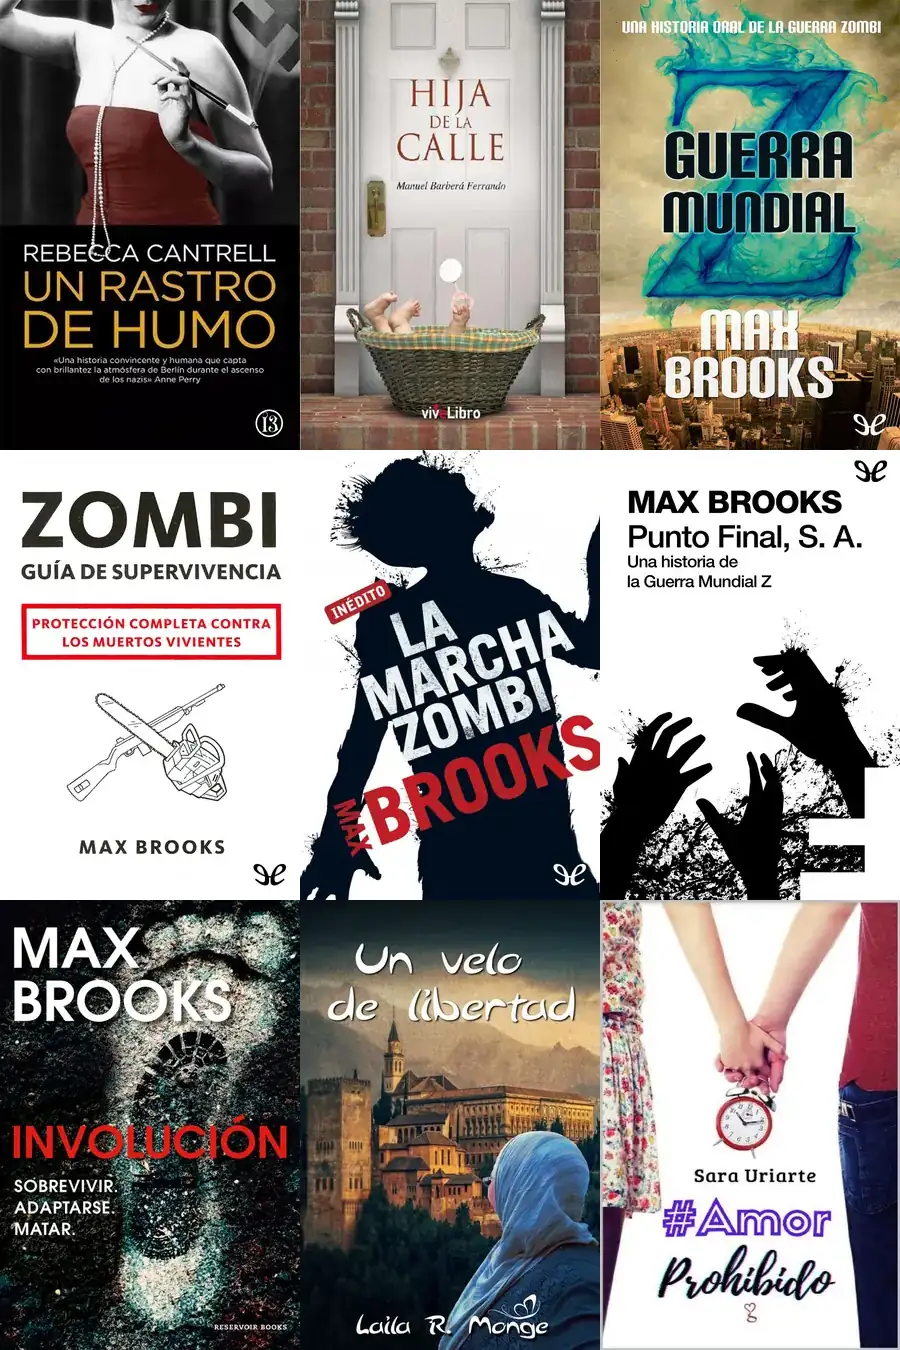 REBECCA CANTRELL
UN RASTRO
DE HUMO
«Una historia convincente y humana que capta
con brillantez la atmósfera de Berlín durante el ascenso
de los nazis» Anne Perry
13
HIJA
DE LA
CALLE
Manuel Barberá Ferrando
viveLibro
UNA HISTORIA ORAL DE LA GUERRA ZOMBI
Z
GUERRA
MUNDIAL
MAX
BROOKS
ZOMBI
GUÍA DE SUPERVIVENCIA
PROTECCIÓN COMPLETA CONTRA
LOS MUERTOS VIVIENTES
MAX BROOKS
INÉDITO
LA
MARCHA
ZOMBI
MAX BROOKS
MAX BROOKS
Punto Final, S. A.
Una historia de
la Guerra Mundial Z
MAX
BROOKS
INVOLUCIÓN
SOBREVIVIR.
ADAPTARSE.
MATAR.
RESERVOIR BOOKS
Un velo
de libertad
Laila R. Monge
Sara Uriarte
#Amor
Prohibido